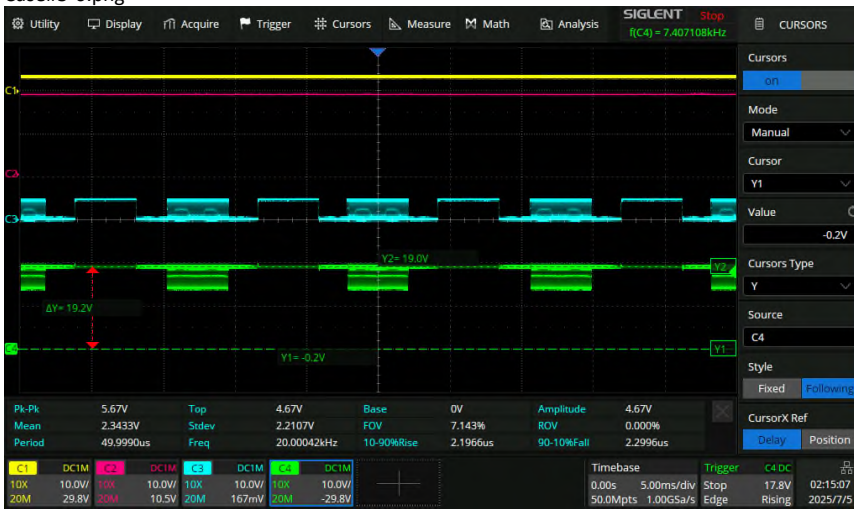 Utility Display Acquire Trigger Cursors Measure Math Analysis SIGLENT Stop
f(C4) = 7.407108kHz
CURSORS
Cursors
on
Mode
Manual
Cursor
Y1
Value
-0.2V
Cursors Type
Y
Source
C4
Style
Fixed Following
CursorX Ref
Delay Position
C1
C2
C3
Y2= 19.0V
Y2
ΔY= 19.2V
C4
Y1= -0.2V
Y1
Pk-Pk 5.67V Top 4.67V Base 0V Amplitude 4.67V
Mean 2.3433V Stdev 2.2107V FOV 7.143% ROV 0.000%
Period 49.9990us Freq 20.00042kHz 10-90%Rise 2.1966us 90-10%Fall 2.2996us
C1 DC1M C2 DC1M C3 DC1M C4 DC1M Timebase Trigger C4 DC
10X 10.0V/ 10X 10.0V/ 10X 10.0V/ 10X 10.0V/ 0.00s 5.00ms/div Stop 17.8V 02:15:07
20M 29.8V 20M 10.5V 20M 167mV 20M -29.8V 50.0Mpts 1.00GSa/s Edge Rising 2025/7/5